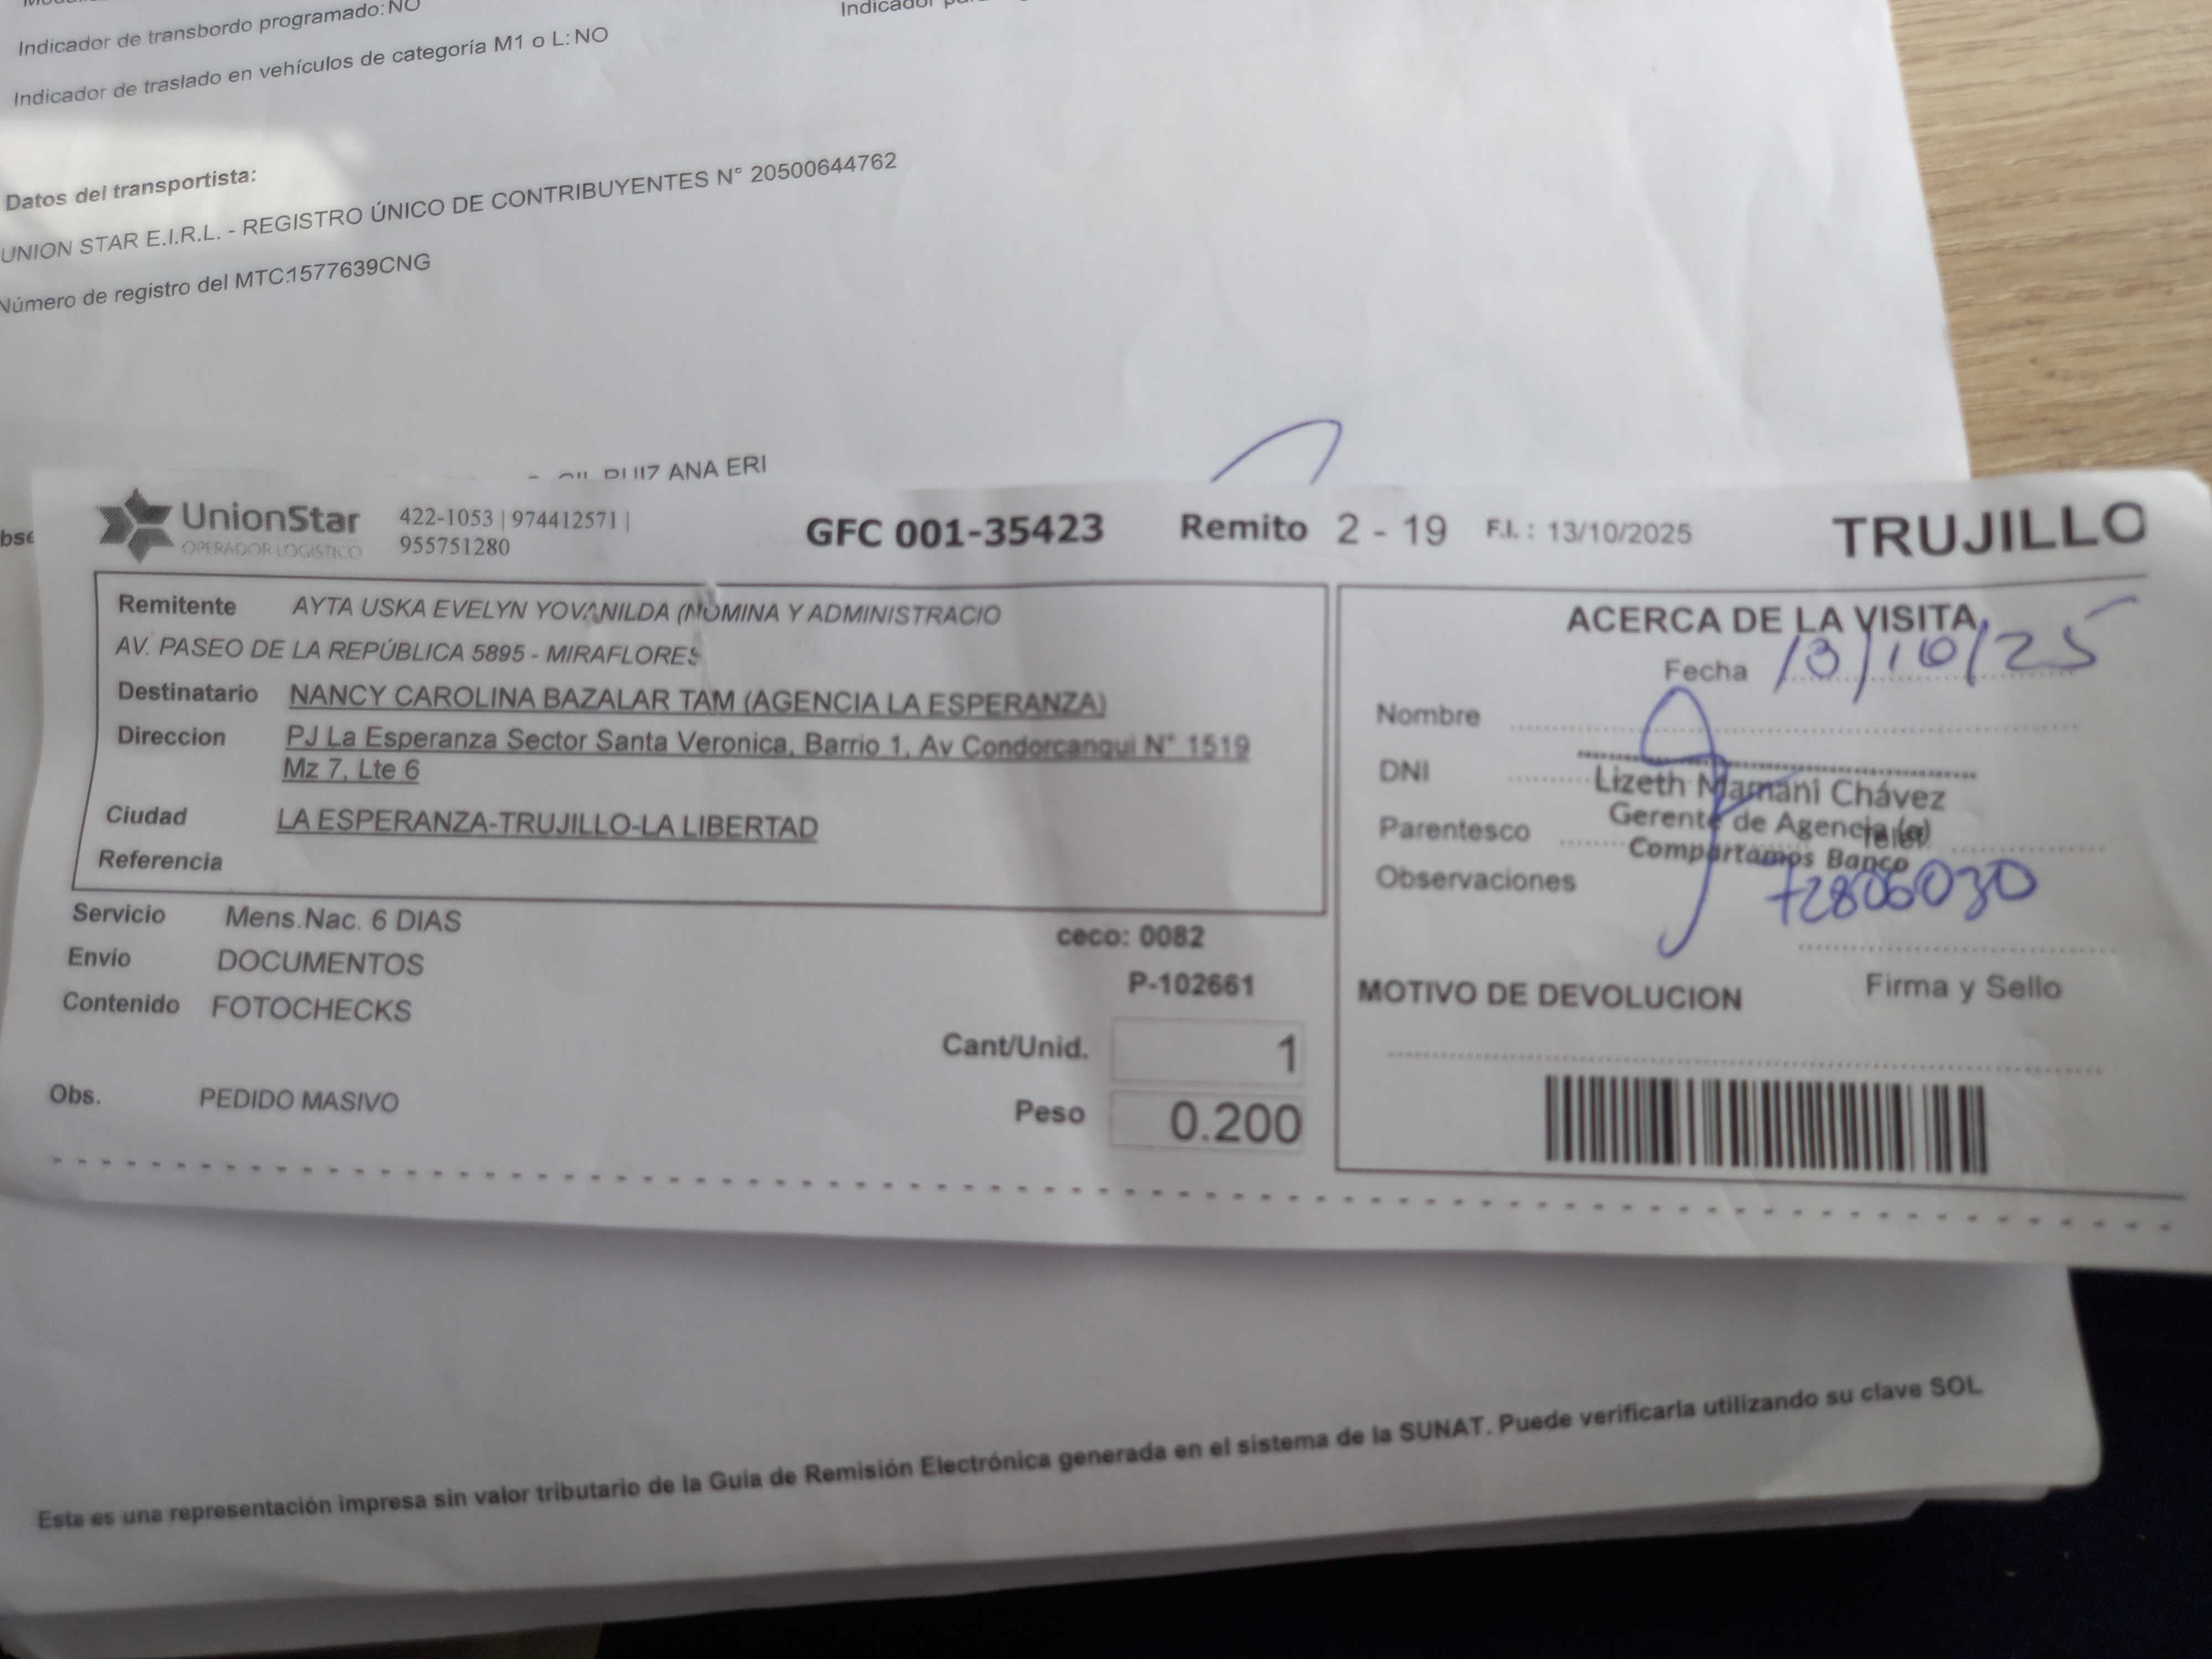 Indicador de transbordo programado: NO
Indicador
Indicador de traslado en vehículos de categoría M1 o L: NO
Datos del transportista:
UNION STAR E.I.R.L. - REGISTRO ÚNICO DE CONTRIBUYENTES N° 20500644762
Número de registro del MTC:1577639CNG
RUIZ ANA ERI
UnionStar
OPERADOR LOGISTICO
422-1053 | 974412571 |
955751280
GFC 001-35423
Remito 2 - 19
F.I. : 13/10/2025
TRUJILLO
Remitente AYTA USKA EVELYN YOVANILDA (NOMINA Y ADMINISTRACIO
AV. PASEO DE LA REPÚBLICA 5895 - MIRAFLORES
Destinatario NANCY CAROLINA BAZALAR TAM (AGENCIA LA ESPERANZA)
Direccion PJ La Esperanza Sector Santa Veronica, Barrio 1, Av Condorcanqui N° 1519
Mz 7, Lte 6
Ciudad LA ESPERANZA-TRUJILLO-LA LIBERTAD
Referencia
Servicio Mens.Nac. 6 DIAS
ceco: 0082
Envío DOCUMENTOS
P-102661
Contenido FOTOCHECKS
Cant/Unid. 1
Obs. PEDIDO MASIVO
Peso 0.200
ACERCA DE LA VISITA
Fecha 13/10/25
Nombre
DNI
Lizeth Mamani Chávez
Gerente de Agencia (e)
Parentesco
Telef.
Compartamos Banco
Observaciones
72806030
MOTIVO DE DEVOLUCION
Firma y Sello
Esta es una representación impresa sin valor tributario de la Guía de Remisión Electrónica generada en el sistema de la SUNAT. Puede verificarla utilizando su clave SOL